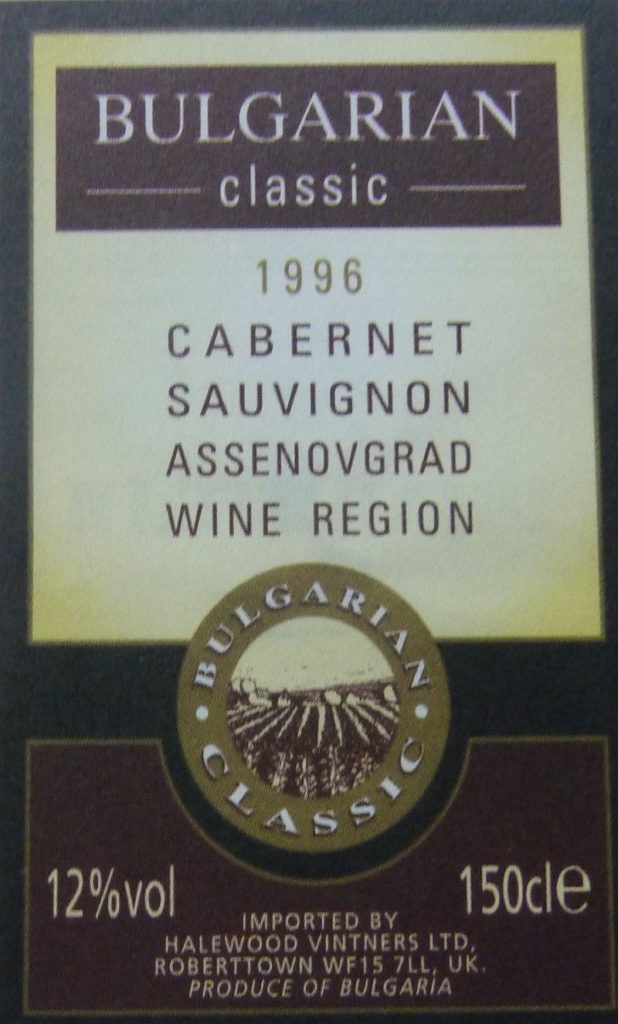 BULGARIAN
classic
1996
CABERNET
SAUVIGNON
ASSENOVGRAD
WINE REGION
BULGARIAN
• CLASSIC •
12%vol
150cl℮
IMPORTED BY
HALEWOOD VINTNERS LTD,
ROBERTTOWN WF15 7LL, UK.
PRODUCE OF BULGARIA